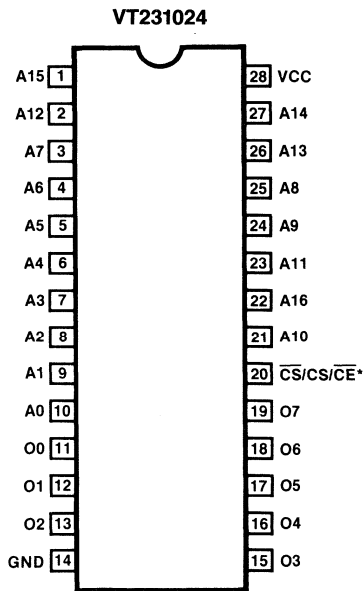 VT231024
A15 1 28 VCC
A12 2 27 A14
A7 3 26 A13
A6 4 25 A8
A5 5 24 A9
A4 6 23 A11
A3 7 22 A16
A2 8 21 A10
A1 9 20 C̅S̅/CS/C̅E̅*
A0 10 19 O7
O0 11 18 O6
O1 12 17 O5
O2 13 16 O4
GND 14 15 O3